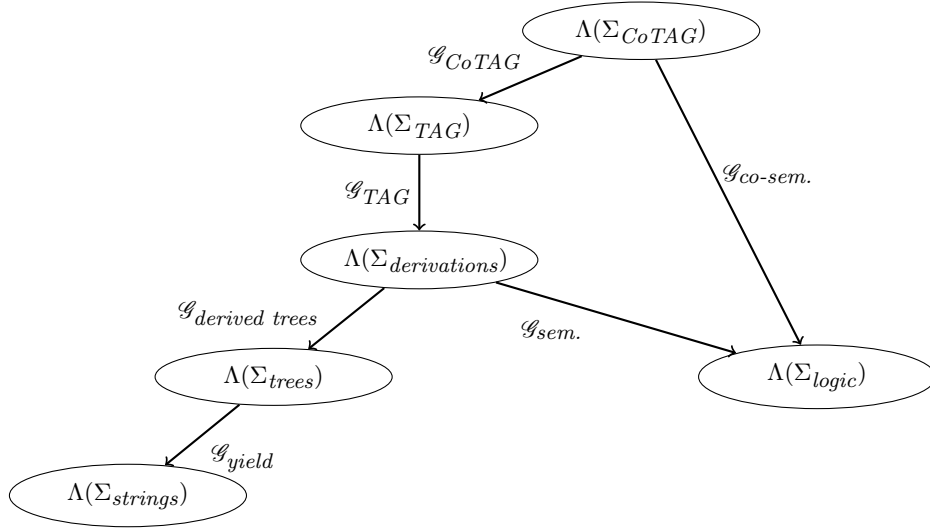 Λ(Σ_CoTAG)
𝒢_CoTAG
Λ(Σ_TAG)
𝒢_TAG
𝒢_co-sem.
Λ(Σ_derivations)
𝒢_derived trees
𝒢_sem.
Λ(Σ_trees)
Λ(Σ_logic)
𝒢_yield
Λ(Σ_strings)